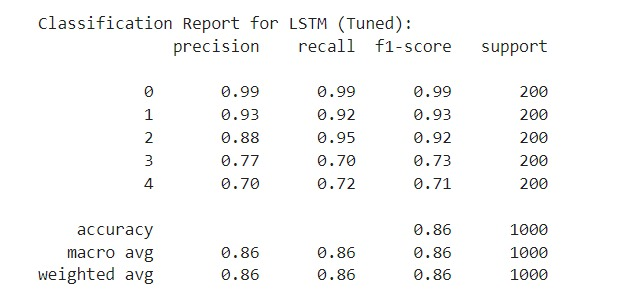 Classification Report for LSTM (Tuned):
precision recall f1-score support
0 0.99 0.99 0.99 200
1 0.93 0.92 0.93 200
2 0.88 0.95 0.92 200
3 0.77 0.70 0.73 200
4 0.70 0.72 0.71 200
accuracy 0.86 1000
macro avg 0.86 0.86 0.86 1000
weighted avg 0.86 0.86 0.86 1000